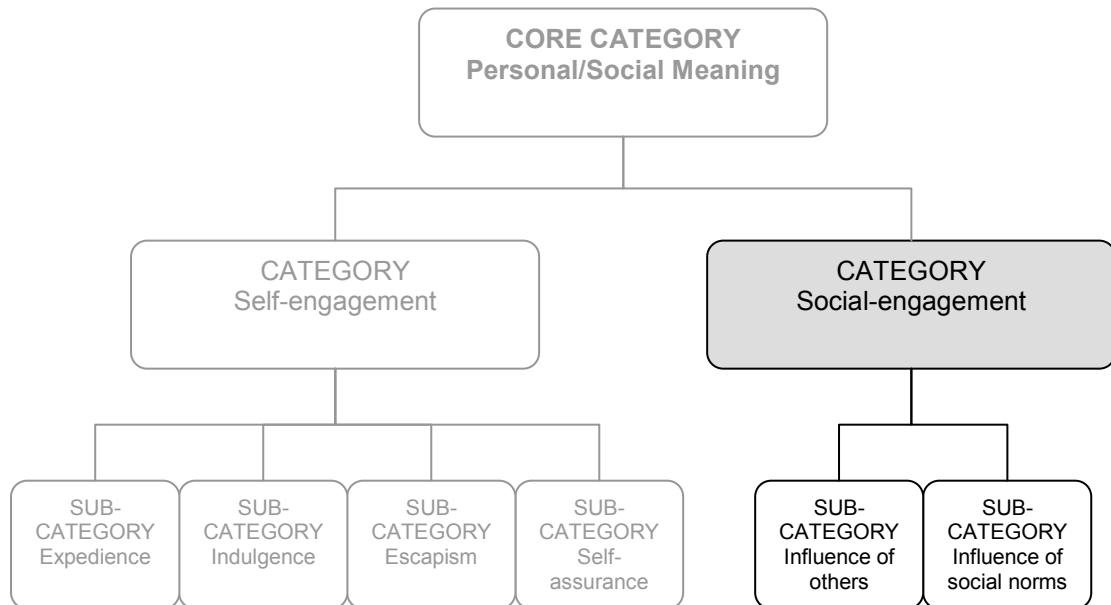 CORE CATEGORY
Personal/Social Meaning
CATEGORY
Self-engagement
CATEGORY
Social-engagement
SUB-
CATEGORY
Expedience
SUB-
CATEGORY
Indulgence
SUB-
CATEGORY
Escapism
SUB-
CATEGORY
Self-
assurance
SUB-
CATEGORY
Influence of
others
SUB-
CATEGORY
Influence of
social norms